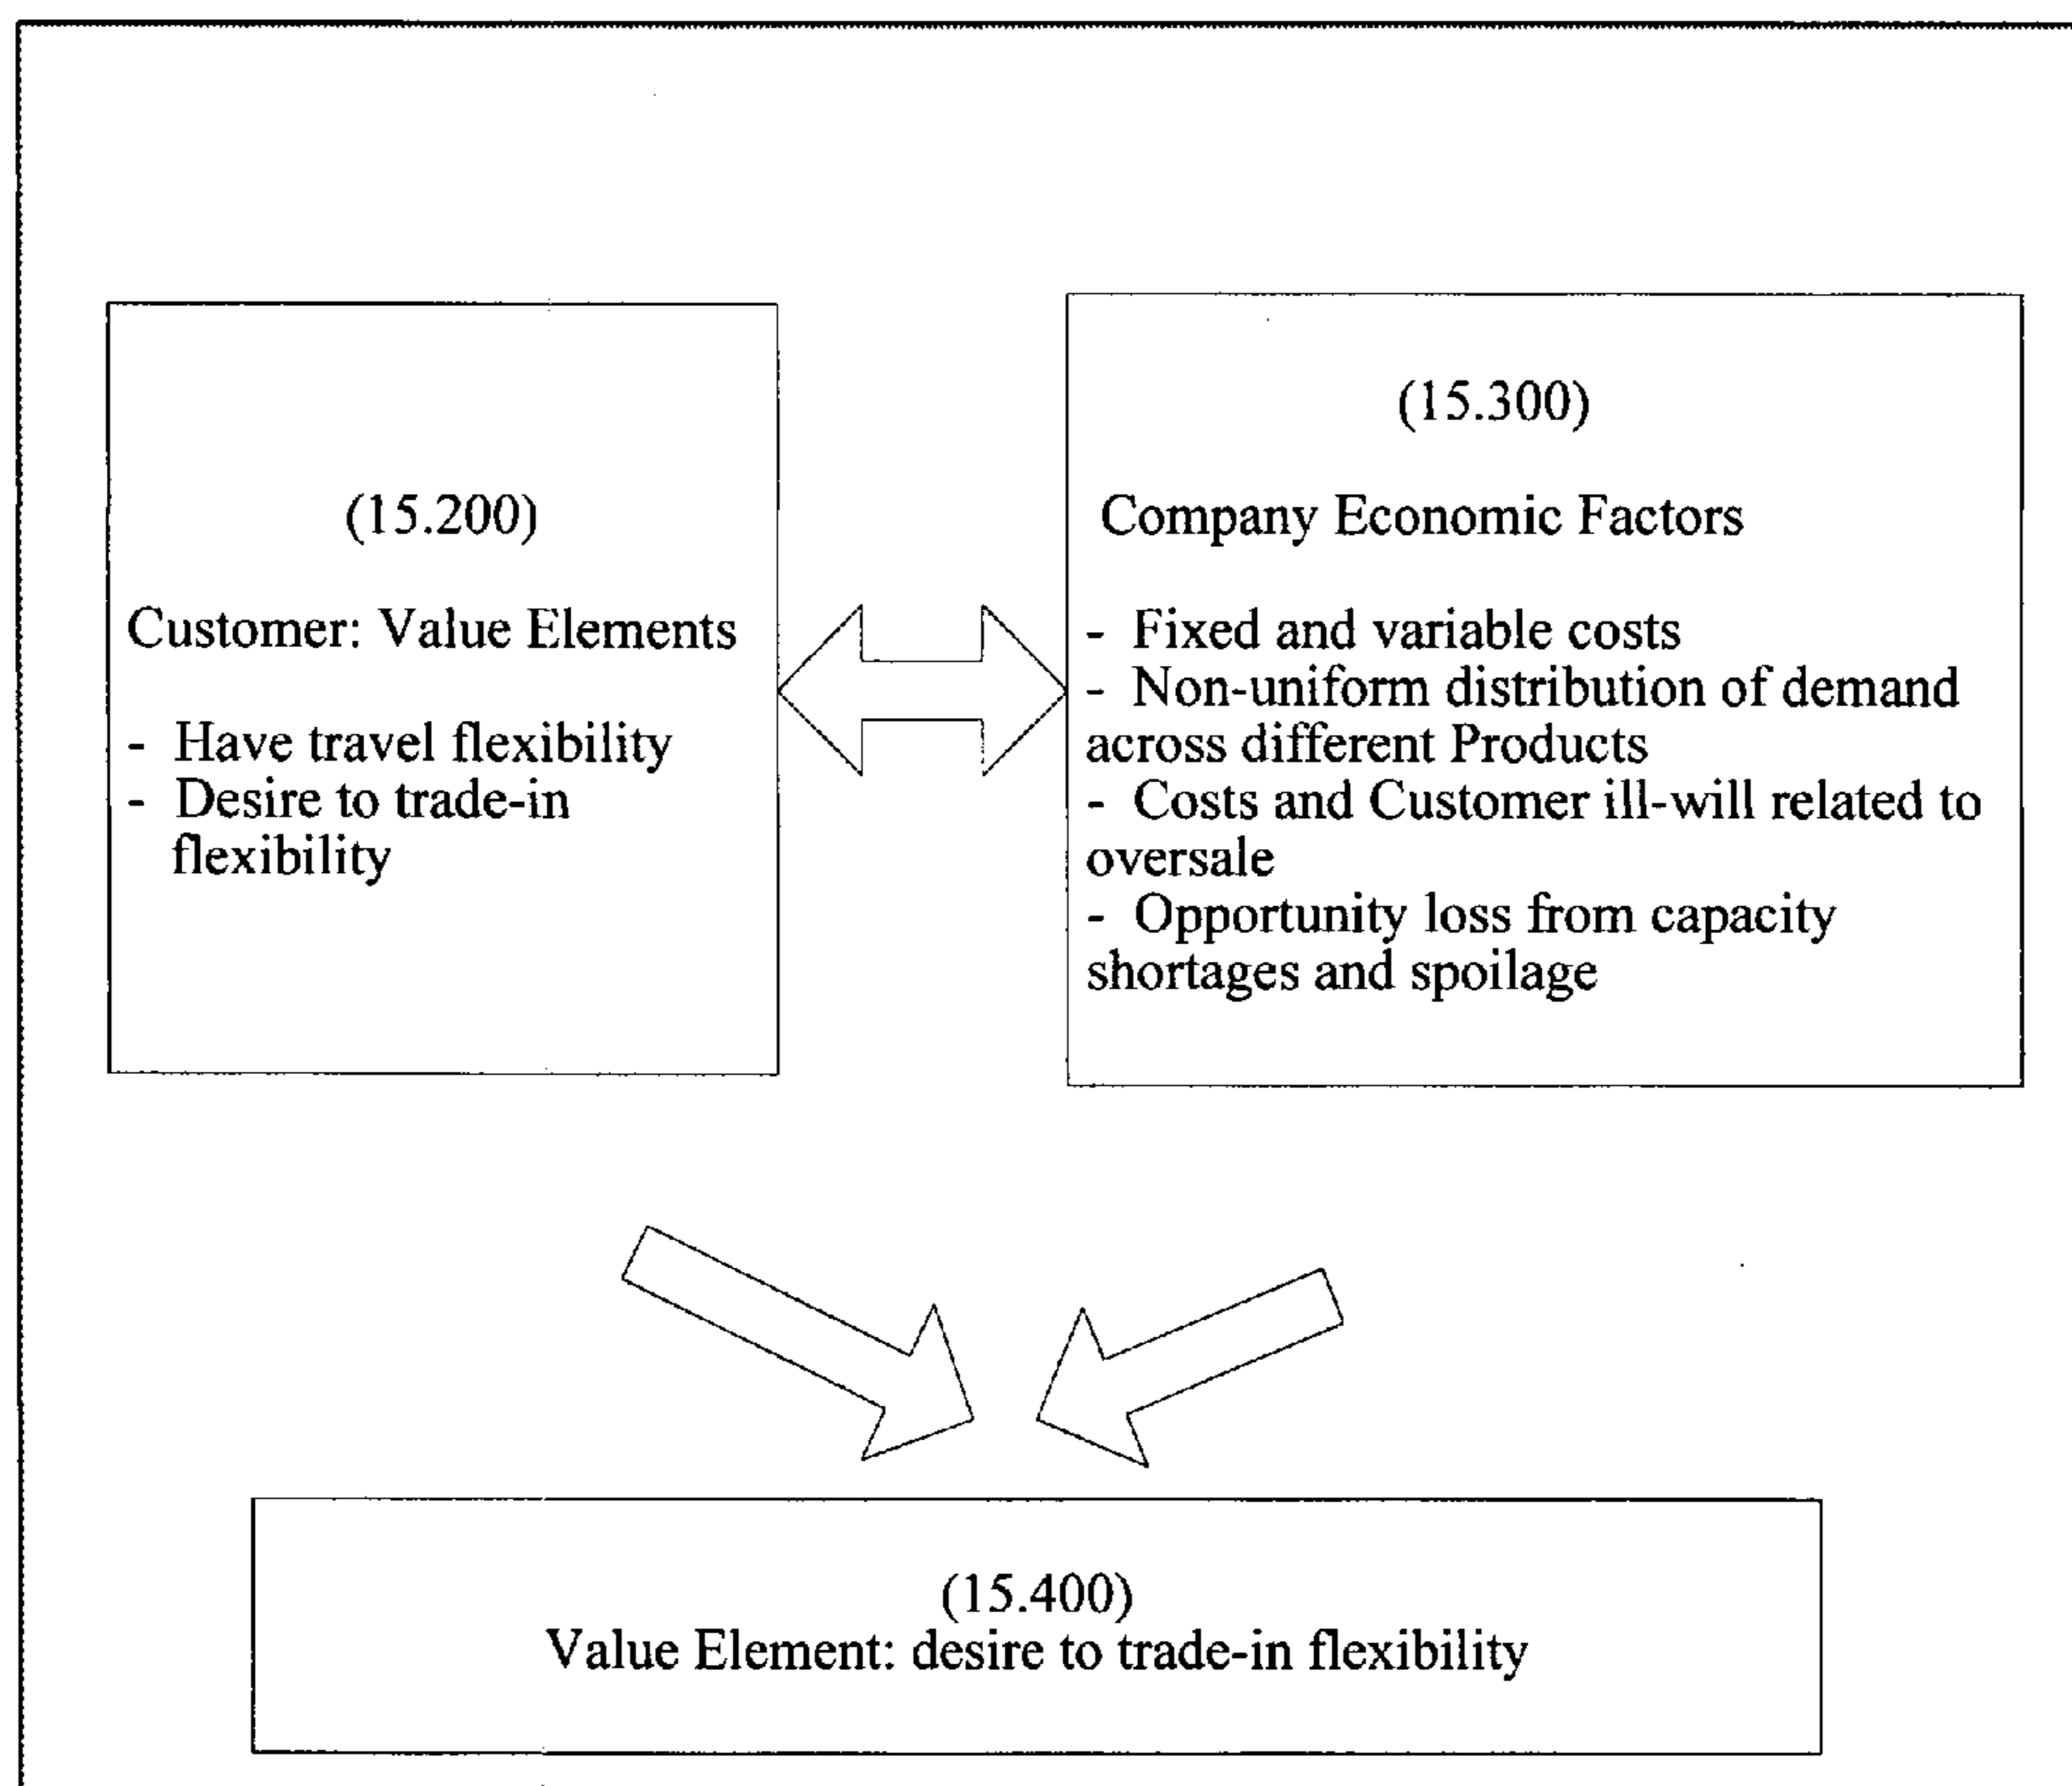 (15.200)
Customer: Value Elements
- Have travel flexibility
- Desire to trade-in
flexibility
(15.300)
Company Economic Factors
- Fixed and variable costs
- Non-uniform distribution of demand
across different Products
- Costs and Customer ill-will related to
oversale
- Opportunity loss from capacity
shortages and spoilage
(15.400)
Value Element: desire to trade-in flexibility